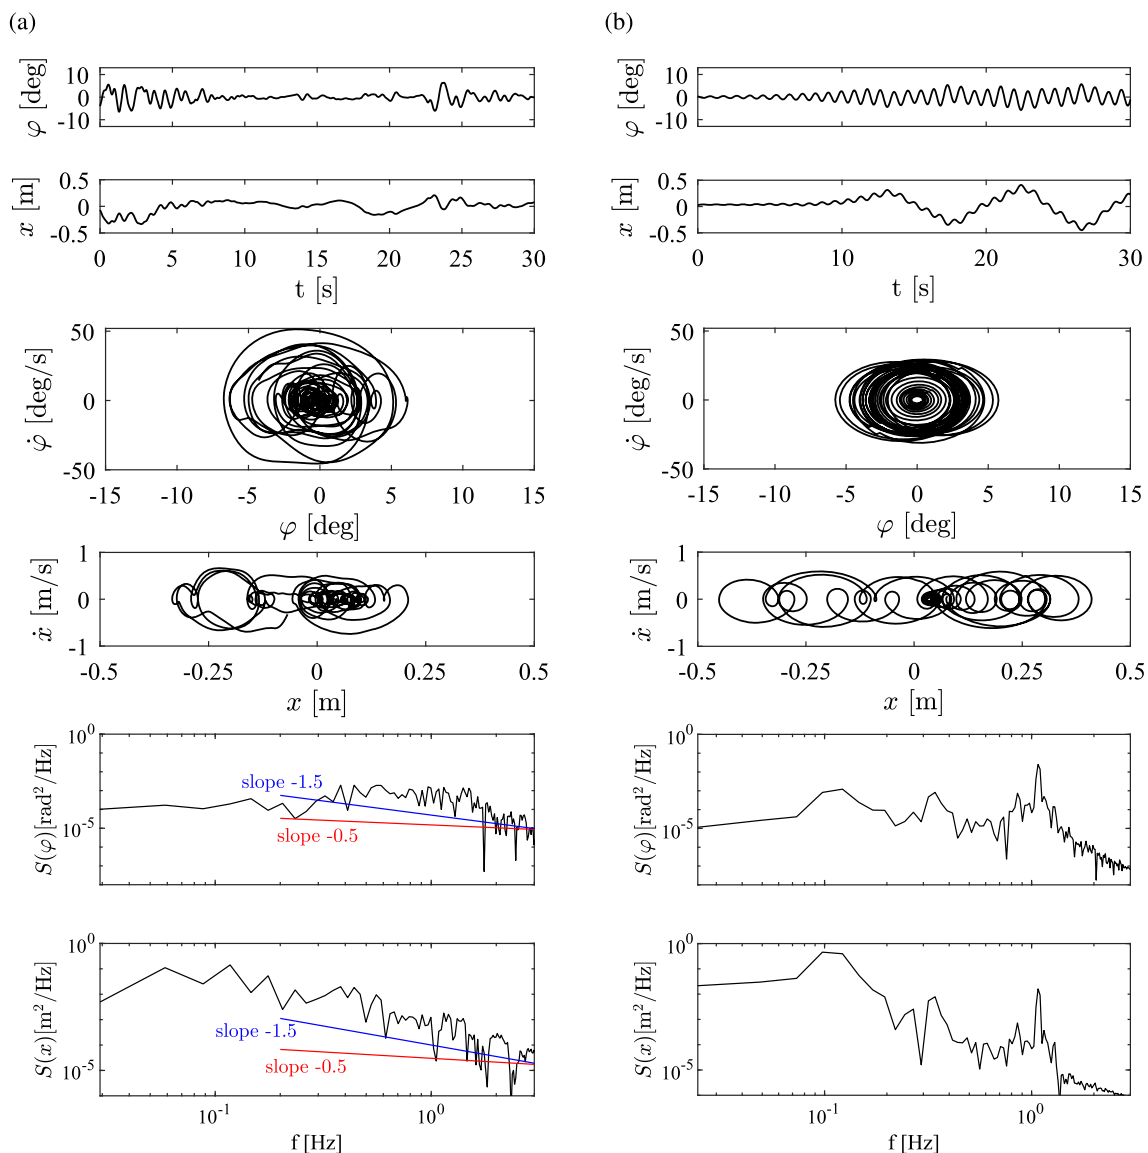 (a)
(b)
φ [deg]
10
0
-10
φ [deg]
10
0
-10
x [m]
0.5
0
-0.5
0 5 10 15 20 25 30
t [s]
x [m]
0.5
0
-0.5
0 10 20 30
t [s]
φ̇ [deg/s]
50
0
-50
-15 -10 -5 0 5 10 15
φ [deg]
φ̇ [deg/s]
50
0
-50
-15 -10 -5 0 5 10 15
φ [deg]
ẋ [m/s]
1
0
-1
-0.5 -0.25 0 0.25 0.5
x [m]
ẋ [m/s]
1
0
-1
-0.5 -0.25 0 0.25 0.5
x [m]
S(φ)[rad²/Hz]
10⁰
10⁻⁵
slope -1.5
slope -0.5
S(φ)[rad²/Hz]
10⁰
10⁻⁵
S(x)[m²/Hz]
10⁰
10⁻⁵
slope -1.5
slope -0.5
10⁻¹ 10⁰
f [Hz]
S(x)[m²/Hz]
10⁰
10⁻⁵
10⁻¹ 10⁰
f [Hz]